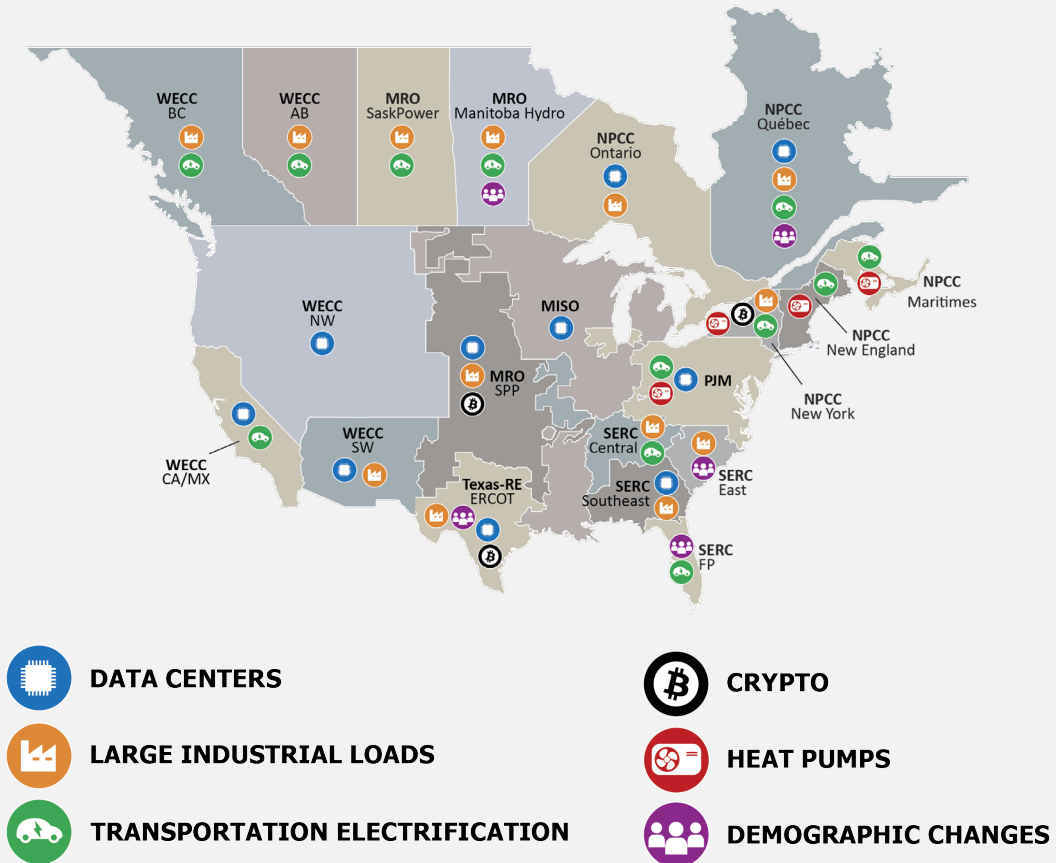 WECC
BC
WECC
AB
MRO
SaskPower
MRO
Manitoba Hydro
NPCC
Ontario
NPCC
Québec
NPCC
Maritimes
NPCC
New England
NPCC
New York
WECC
NW
MISO
MRO
SPP
PJM
WECC
CA/MX
WECC
SW
SERC
Central
SERC
East
SERC
Southeast
Texas-RE
ERCOT
SERC
FP
DATA CENTERS
LARGE INDUSTRIAL LOADS
TRANSPORTATION ELECTRIFICATION
CRYPTO
HEAT PUMPS
DEMOGRAPHIC CHANGES